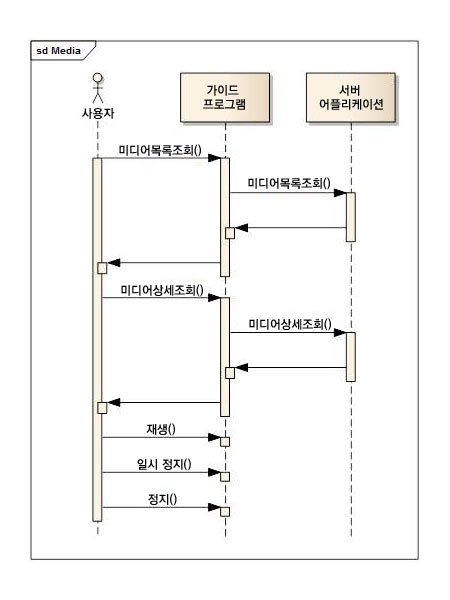 sd Media
사용자
가이드
프로그램
서버
어플리케이션
미디어목록조회()
미디어목록조회()
미디어상세조회()
미디어상세조회()
재생()
일시 정지()
정지()